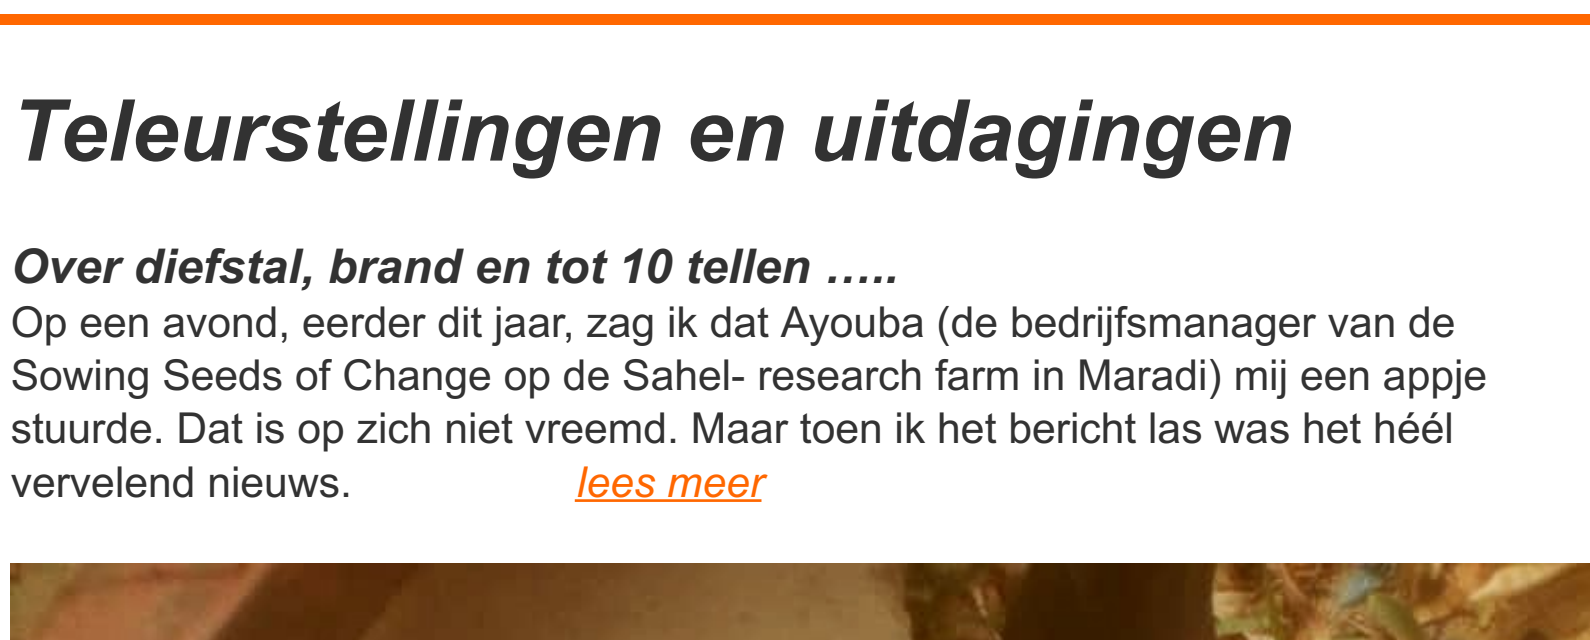 Teleurstellingen en uitdagingen
Over diefstal, brand en tot 10 tellen …..
Op een avond, eerder dit jaar, zag ik dat Ayouba (de bedrijfsmanager van de
Sowing Seeds of Change op de Sahel- research farm in Maradi) mij een appje
stuurde. Dat is op zich niet vreemd. Maar toen ik het bericht las was het héél
vervelend nieuws. lees meer